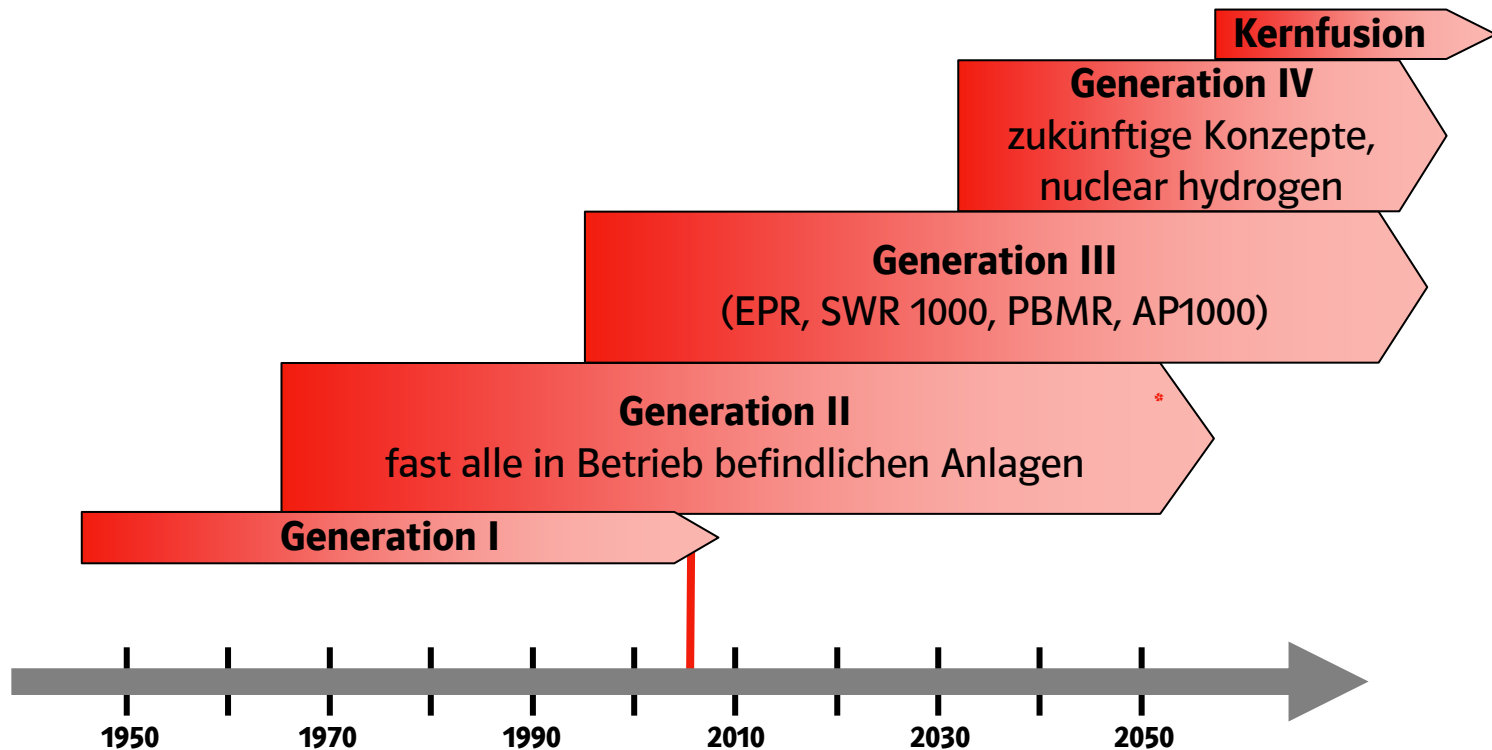 Kernfusion
Generation IV
zukünftige Konzepte,
nuclear hydrogen
Generation III
(EPR, SWR 1000, PBMR, AP1000)
Generation II
fast alle in Betrieb befindlichen Anlagen
Generation I
1950 1970 1990 2010 2030 2050